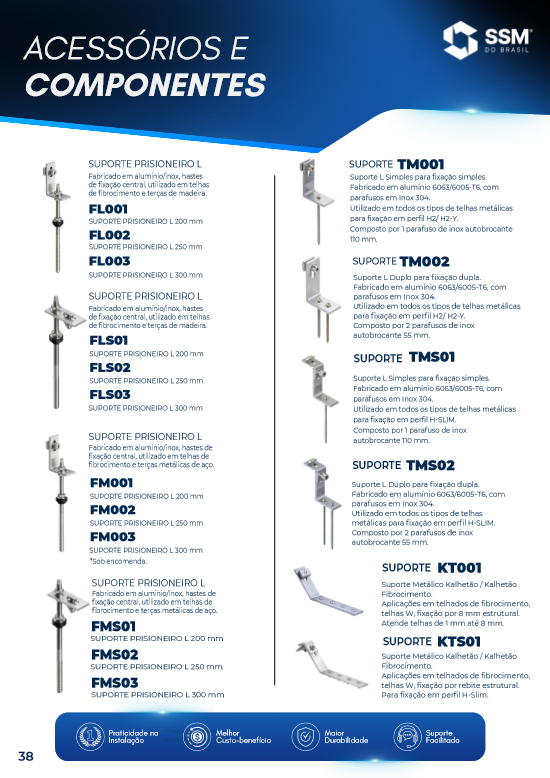 ACESSÓRIOS E
COMPONENTES
SSM
DO BRASIL
SUPORTE PRISIONEIRO L
Fabricado em alumínio/inox, hastes
de fixação central, utilizado em telhas
de fibrocimento e terças de madeira.
FL001
SUPORTE PRISIONEIRO L 200 mm
FL002
SUPORTE PRISIONEIRO L 250 mm
FL003
SUPORTE PRISIONEIRO L 300 mm
SUPORTE PRISIONEIRO L
Fabricado em alumínio/inox, hastes
de fixação central, utilizado em telhas
de fibrocimento e terças de madeira.
FLS01
SUPORTE PRISIONEIRO L 200 mm
FLS02
SUPORTE PRISIONEIRO L 250 mm
FLS03
SUPORTE PRISIONEIRO L 300 mm
SUPORTE PRISIONEIRO L
Fabricado em alumínio/inox, hastes de
fixação central, utilizado em telhas de
fibrocimento e terças metálicas de aço.
FM001
SUPORTE PRISIONEIRO L 200 mm
FM002
SUPORTE PRISIONEIRO L 250 mm
FM003
SUPORTE PRISIONEIRO L 300 mm
*Sob encomenda.
SUPORTE PRISIONEIRO L
Fabricado em alumínio/inox, hastes de
fixação central, utilizado em telhas de
fibrocimento e terças metálicas de aço.
FMS01
SUPORTE PRISIONEIRO L 200 mm
FMS02
SUPORTE PRISIONEIRO L 250 mm
FMS03
SUPORTE PRISIONEIRO L 300 mm
SUPORTE TM001
Suporte L Simples para fixação simples.
Fabricado em alumínio 6063/6005-T6, com
parafusos em Inox 304.
Utilizado em todos os tipos de telhas metálicas
para fixação em perfil H2/ H2-Y.
Composto por 1 parafuso de inox autobrocante
110 mm.
SUPORTE TM002
Suporte L Duplo para fixação dupla.
Fabricado em alumínio 6063/6005-T6, com
parafusos em Inox 304.
Utilizado em todos os tipos de telhas metálicas
para fixação em perfil H2/ H2-Y.
Composto por 2 parafusos de inox
autobrocante 55 mm.
SUPORTE TMS01
Suporte L Simples para fixação simples.
Fabricado em alumínio 6063/6005-T6, com
parafusos em Inox 304.
Utilizado em todos os tipos de telhas metálicas
para fixação em perfil H-SLIM.
Composto por 1 parafuso de inox
autobrocante 110 mm.
SUPORTE TMS02
Suporte L Duplo para fixação dupla.
Fabricado em alumínio 6063/6005-T6, com
parafusos em Inox 304.
Utilizado em todos os tipos de telhas
metálicas para fixação em perfil H-SLIM.
Composto por 2 parafusos de inox
autobrocante 55 mm.
SUPORTE KT001
Suporte Metálico Kalhetão / Kalhetão
Fibrocimento.
Aplicações em telhados de fibrocimento,
telhas W, fixação por 8 mm estrutural.
Atende telhas de 1 mm até 8 mm.
SUPORTE KTS01
Suporte Metálico Kalhetão / Kalhetão
Fibrocimento.
Aplicações em telhados de fibrocimento,
telhas W, fixação por rebite estrutural.
Para fixação em perfil H-Slim.
Praticidade na
Instalação
Melhor
Custo-benefício
Maior
Durabilidade
Suporte
Facilitado
38